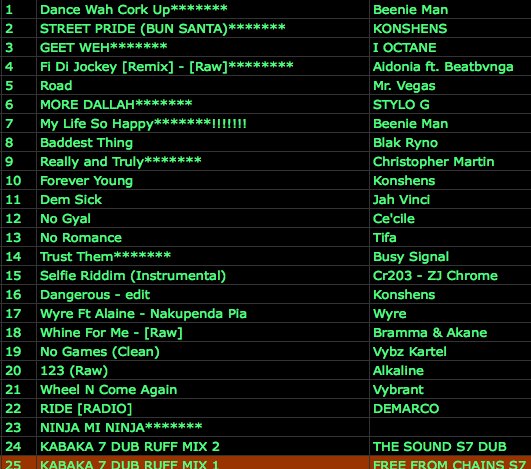 1 Dance Wah Cork Up******* Beenie Man
2 STREET PRIDE (BUN SANTA)******* KONSHENS
3 GEET WEH******* I OCTANE
4 Fi Di Jockey [Remix] - [Raw]******** Aidonia ft. Beatbvnga
5 Road Mr. Vegas
6 MORE DALLAH******* STYLO G
7 My Life So Happy*******!!!!!!! Beenie Man
8 Baddest Thing Blak Ryno
9 Really and Truly******* Christopher Martin
10 Forever Young Konshens
11 Dem Sick Jah Vinci
12 No Gyal Ce'cile
13 No Romance Tifa
14 Trust Them******* Busy Signal
15 Selfie Riddim (Instrumental) Cr203 - ZJ Chrome
16 Dangerous - edit Konshens
17 Wyre Ft Alaine - Nakupenda Pia Wyre
18 Whine For Me - [Raw] Bramma & Akane
19 No Games (Clean) Vybz Kartel
20 123 (Raw) Alkaline
21 Wheel N Come Again Vybrant
22 RIDE [RADIO] DEMARCO
23 NINJA MI NINJA*******
24 KABAKA 7 DUB RUFF MIX 2 THE SOUND S7 DUB
25 KABAKA 7 DUB RUFF MIX 1 FREE FROM CHAINS S7